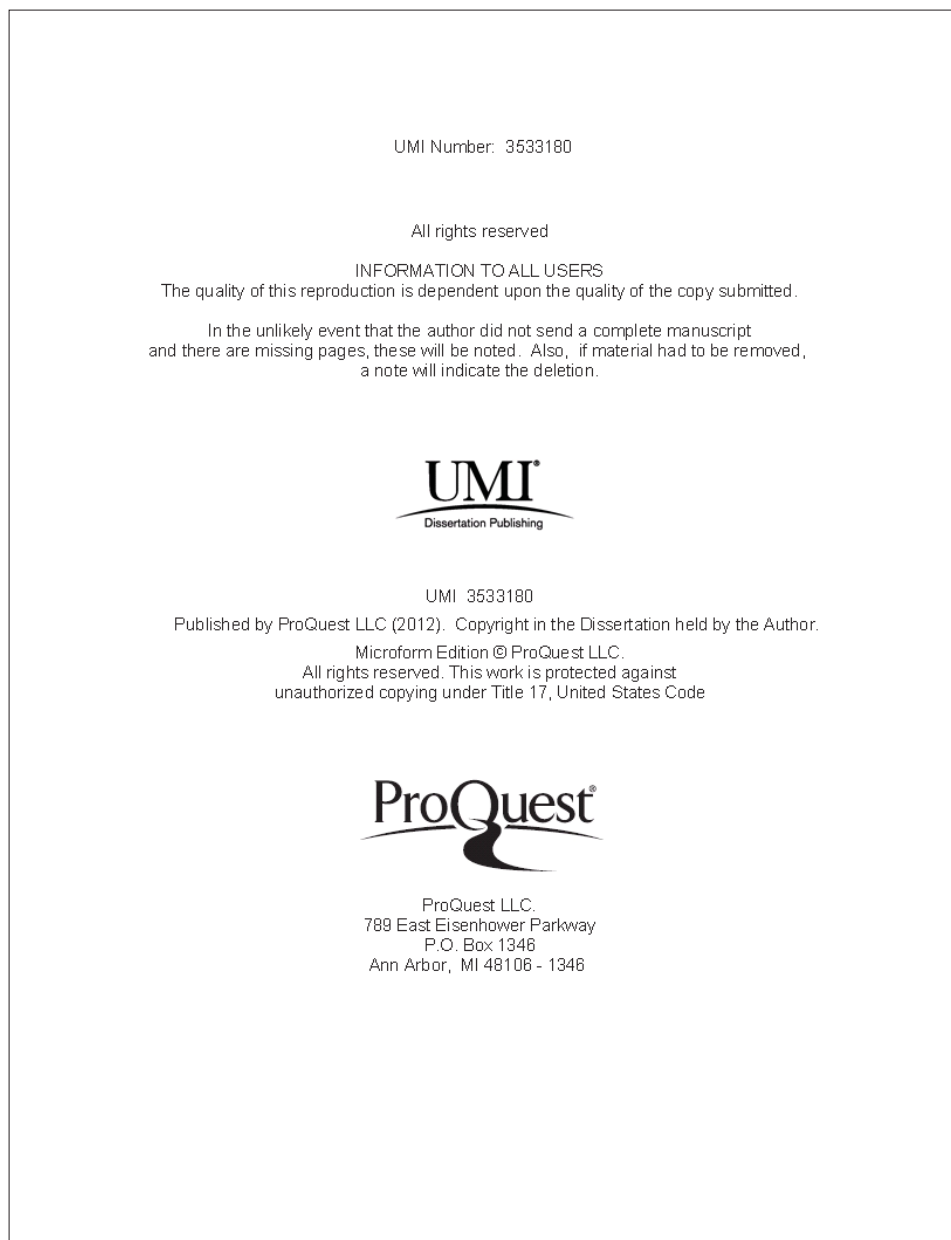 UMI Number: 3533180
All rights reserved
INFORMATION TO ALL USERS
The quality of this reproduction is dependent upon the quality of the copy submitted.
In the unlikely event that the author did not send a complete manuscript
and there are missing pages, these will be noted. Also, if material had to be removed,
a note will indicate the deletion.
UMI®
Dissertation Publishing
UMI 3533180
Published by ProQuest LLC (2012). Copyright in the Dissertation held by the Author.
Microform Edition © ProQuest LLC.
All rights reserved. This work is protected against
unauthorized copying under Title 17, United States Code
ProQuest®
ProQuest LLC.
789 East Eisenhower Parkway
P.O. Box 1346
Ann Arbor, MI 48106 - 1346